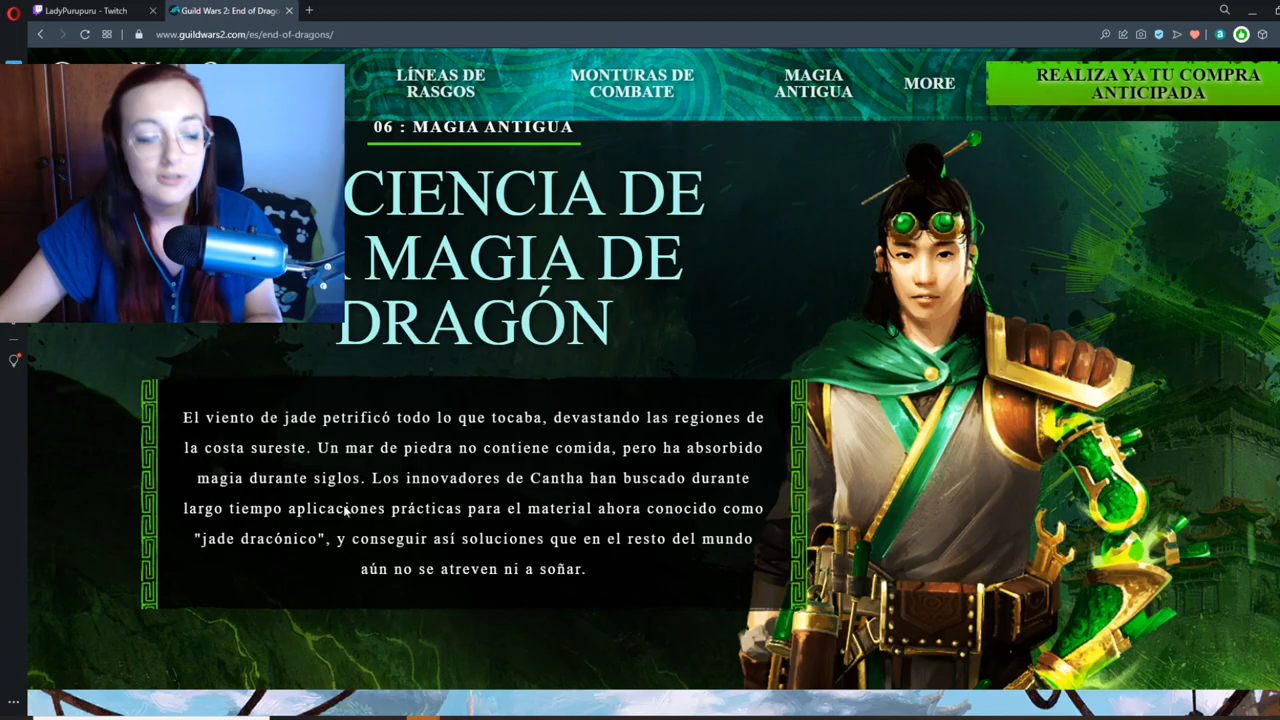 LadyPurupuru - Twitch
Guild Wars 2: End of Drago
www.guildwars2.com/es/end-of-dragons/
LÍNEAS DE
RASGOS
MONTURAS DE
COMBATE
MAGIA
ANTIGUA
MORE
REALIZA YA TU COMPRA
ANTICIPADA
06 : MAGIA ANTIGUA
CIENCIA DE
MAGIA DE
DRAGÓN
El viento de jade petrificó todo lo que tocaba, devastando las regiones de
la costa sureste. Un mar de piedra no contiene comida, pero ha absorbido
magia durante siglos. Los innovadores de Cantha han buscado durante
largo tiempo aplicaciones prácticas para el material ahora conocido como
"jade dracónico", y conseguir así soluciones que en el resto del mundo
aún no se atreven ni a soñar.